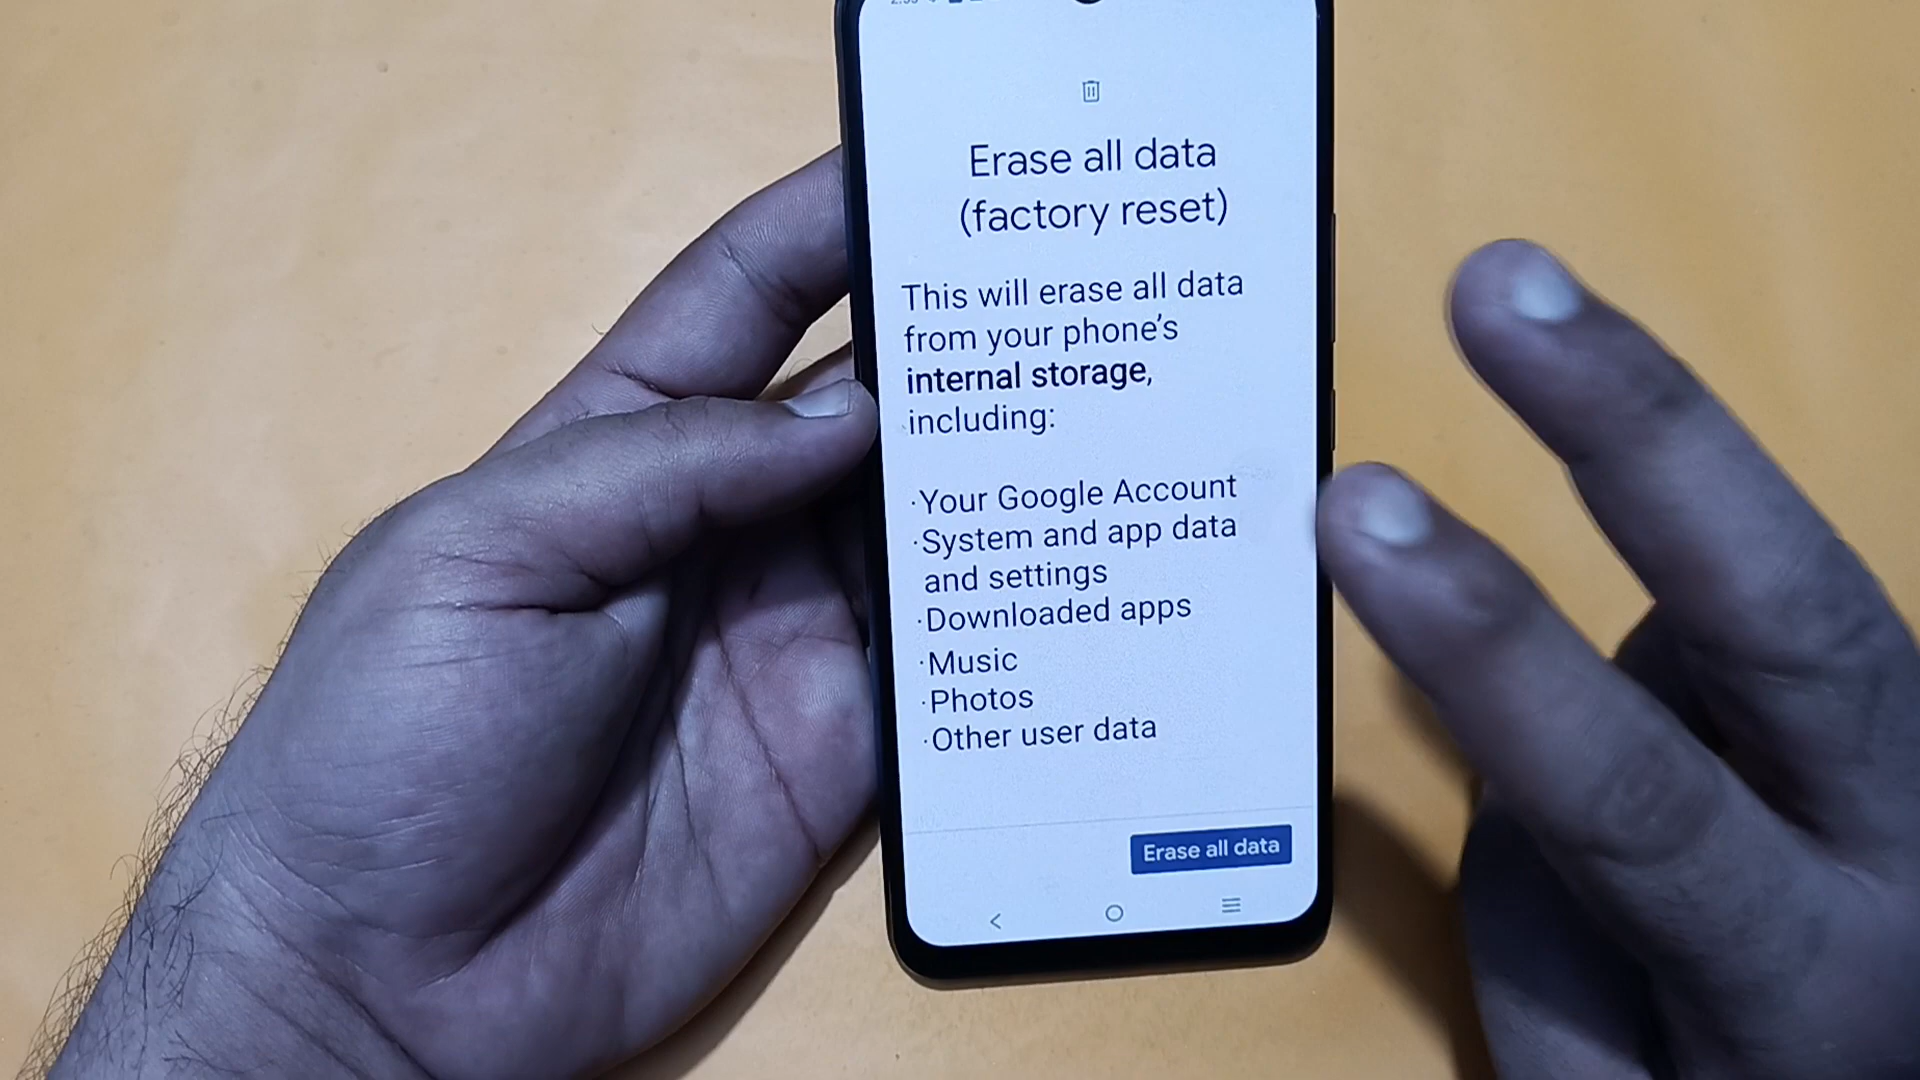 Erase all data
(factory reset)
This will erase all data
from your phone's
internal storage,
including:
·Your Google Account
·System and app data
and settings
·Downloaded apps
·Music
·Photos
·Other user data
Erase all data